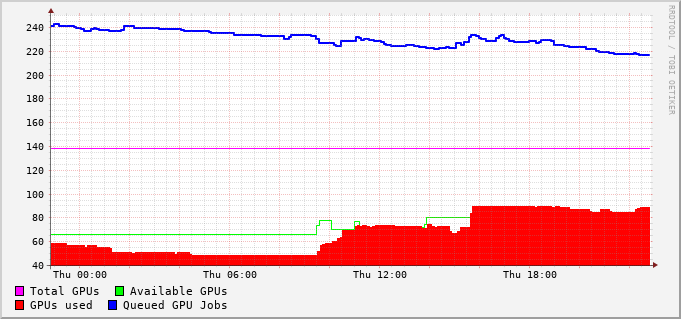 240
220
200
180
160
140
120
100
80
60
40
Thu 00:00 Thu 06:00 Thu 12:00 Thu 18:00
Total GPUs Available GPUs
GPUs used Queued GPU Jobs
RRDTOOL / TOBI OETIKER